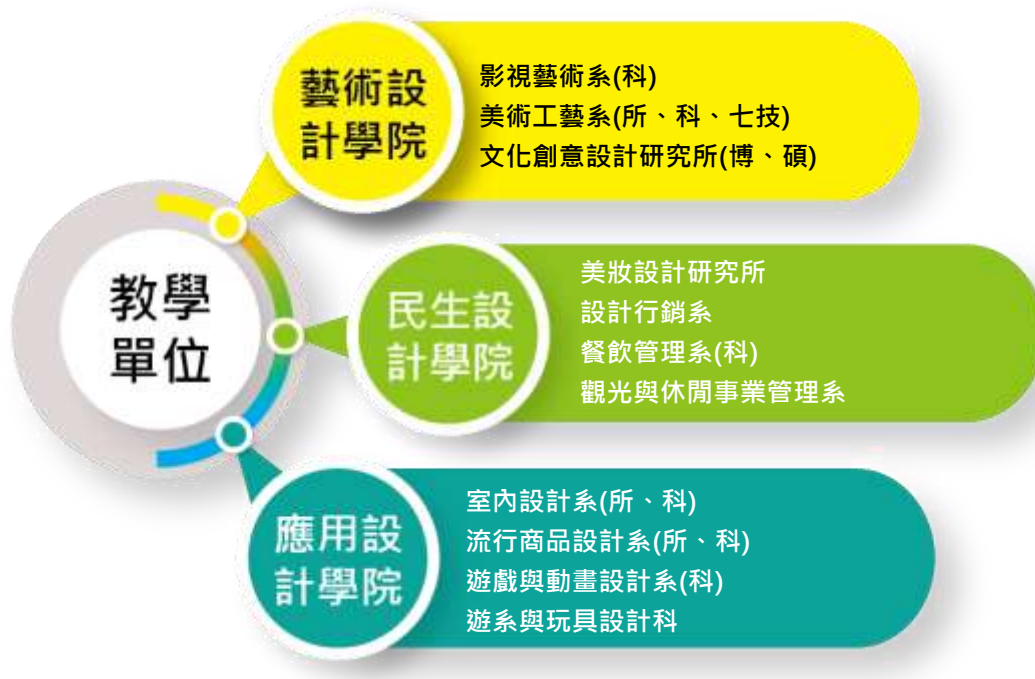 教學
單位
藝術設
計學院
影視藝術系(科)
美術工藝系(所、科、七技)
文化創意設計研究所(博、碩)
民生設
計學院
美妝設計研究所
設計行銷系
餐飲管理系(科)
觀光與休閒事業管理系
應用設
計學院
室內設計系(所、科)
流行商品設計系(所、科)
遊戲與動畫設計系(科)
遊系與玩具設計科